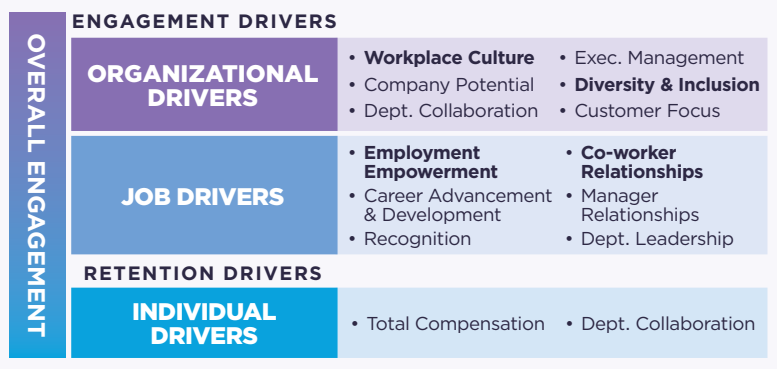 OVERALL ENGAGEMENT
ENGAGEMENT DRIVERS
ORGANIZATIONAL
DRIVERS
• Workplace Culture
• Company Potential
• Dept. Collaboration
• Exec. Management
• Diversity & Inclusion
• Customer Focus
JOB DRIVERS
• Employment
Empowerment
• Career Advancement
& Development
• Recognition
• Co-worker
Relationships
• Manager
Relationships
• Dept. Leadership
RETENTION DRIVERS
INDIVIDUAL
DRIVERS
• Total Compensation
• Dept. Collaboration